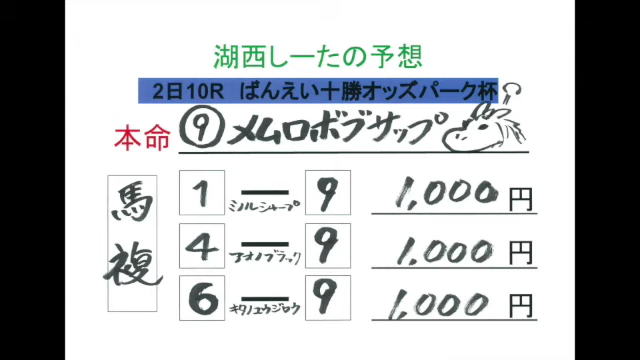 湖西しーたの予想
2日10R ばんえい十勝オッズパーク杯
本命 ⑨メムロボブサップ
馬複
1 ー 9 1,000円
ミノルシャープ
4 ー 9 1,000円
アオノブラック
6 ー 9 1,000円
キタノユウジロウ